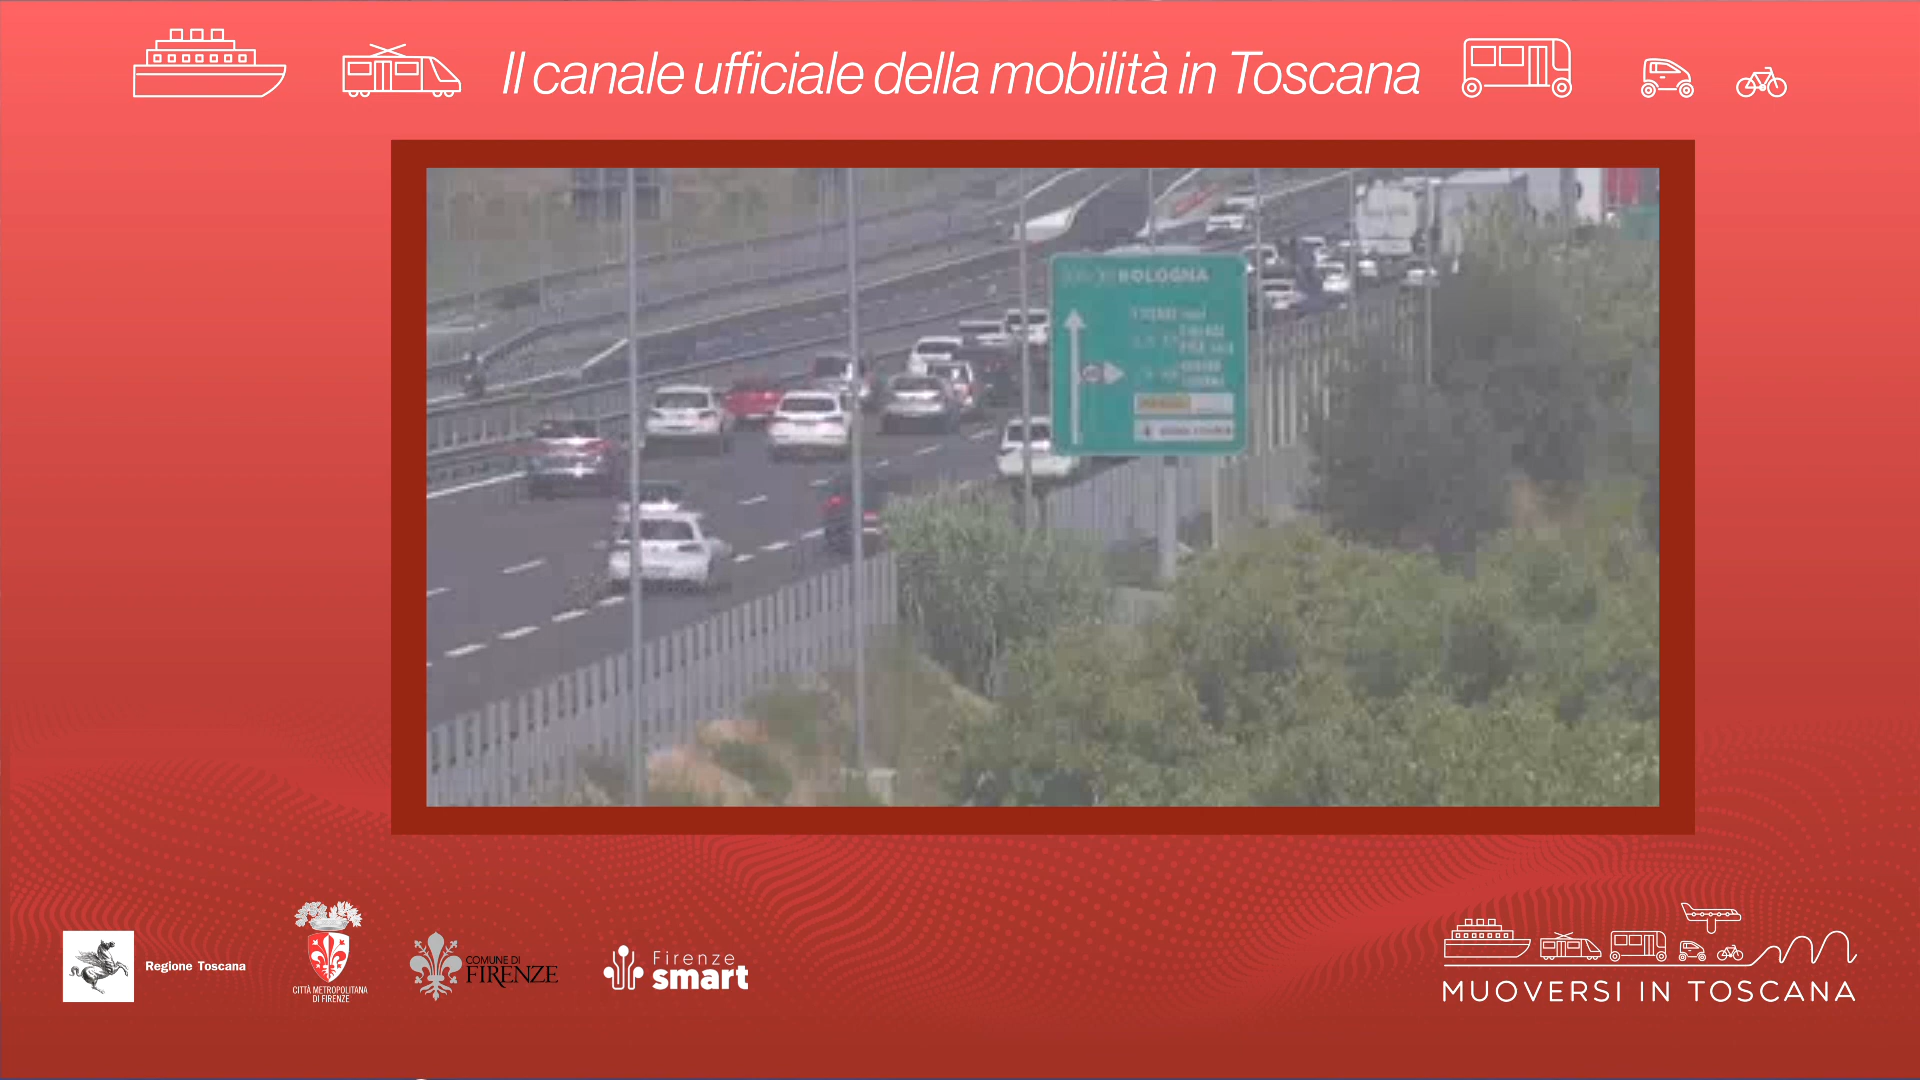 Il canale ufficiale della mobilità in Toscana
BOLOGNA
Regione Toscana
CITTÀ METROPOLITANA
DI FIRENZE
COMUNE DI
FIRENZE
Firenze
smart
MUOVERSI IN TOSCANA